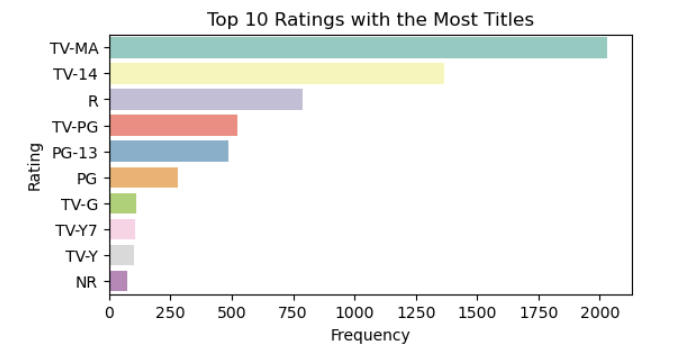 Top 10 Ratings with the Most Titles
TV-MA
TV-14
R
TV-PG
PG-13
PG
TV-G
TV-Y7
TV-Y
NR
Rating
0 250 500 750 1000 1250 1500 1750 2000
Frequency